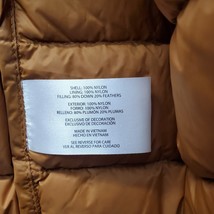 SHELL: 100% NYLON
LINING: 100% NYLON
FILLING: 80% DOWN 20% FEATHERS
EXTERIOR: 100% NYLON
FORRO: 100% NYLON
RELLENO: 80% PLUMÓN 20% PLUMAS
EXCLUSIVE OF DECORATION
EXCLUSIVO DE DECORACIÓN
MADE IN VIETNAM
HECHO EN VIETNAM
SEE REVERSE FOR CARE
VEA AL REVERSO PARA CUIDADO